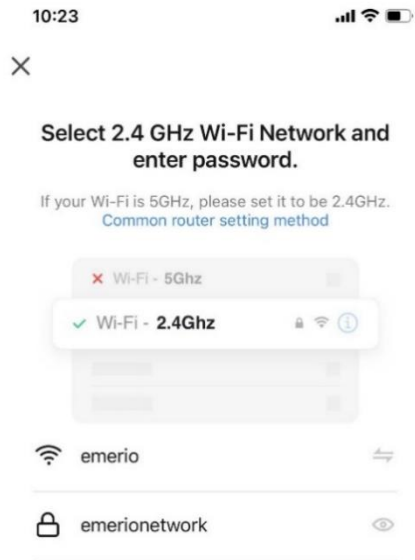 10:23
Select 2.4 GHz Wi-Fi Network and
enter password.
If your Wi-Fi is 5GHz, please set it to be 2.4GHz.
Common router setting method
Wi-Fi - 5Ghz
Wi-Fi - 2.4Ghz
emerio
emerionetwork